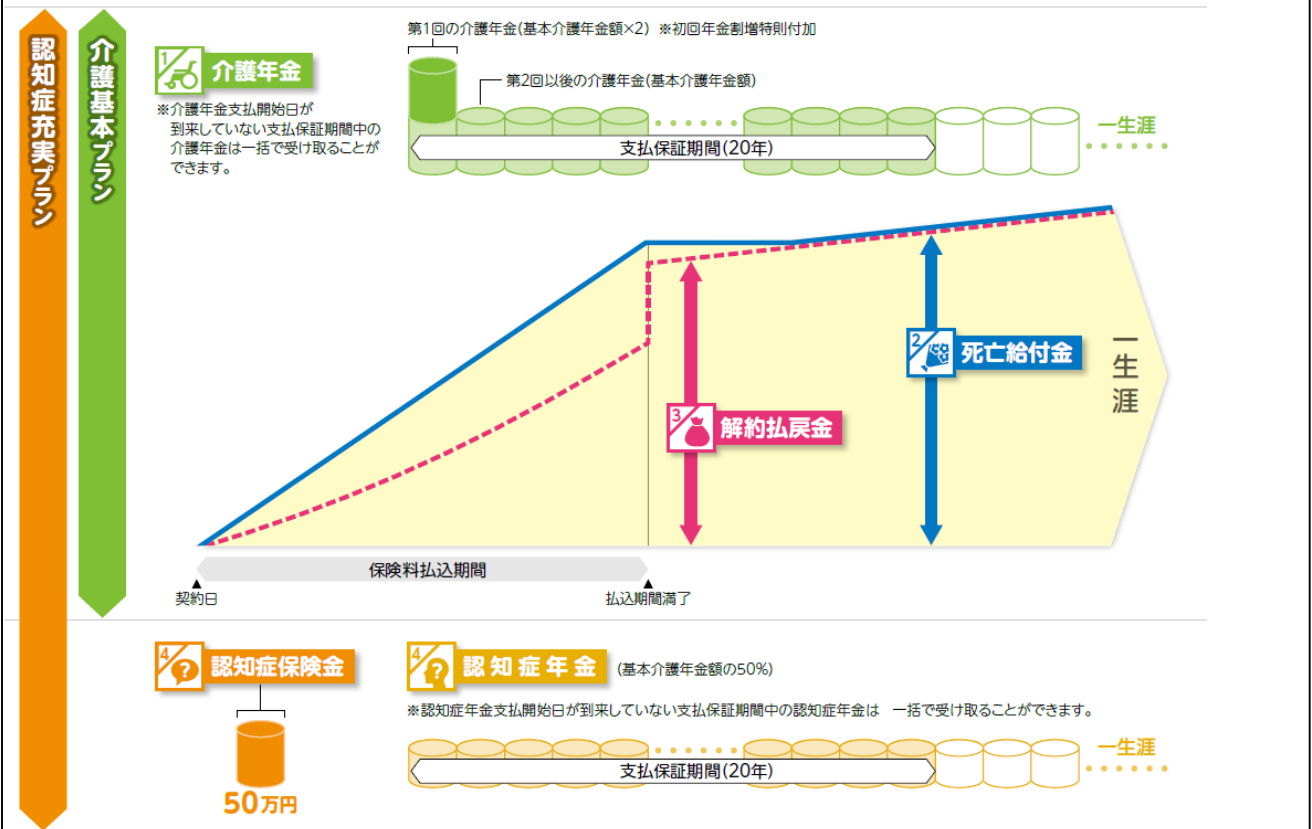 認知症充実プラン
介護基本プラン
1
介護年金
※介護年金支払開始日が
到来していない支払保証期間中の
介護年金は一括で受け取ることが
できます。
第1回の介護年金(基本介護年金額×2) ※初回年金割増特則付加
第2回以後の介護年金(基本介護年金額)
支払保証期間(20年)
一生涯
2
死亡給付金
3
解約払戻金
一生涯
保険料払込期間
契約日
払込期間満了
4
?
認知症保険金
50万円
4
?
認知症年金
(基本介護年金額の50%)
※認知症年金支払開始日が到来していない支払保証期間中の認知症年金は 一括で受け取ることができます。
支払保証期間(20年)
一生涯